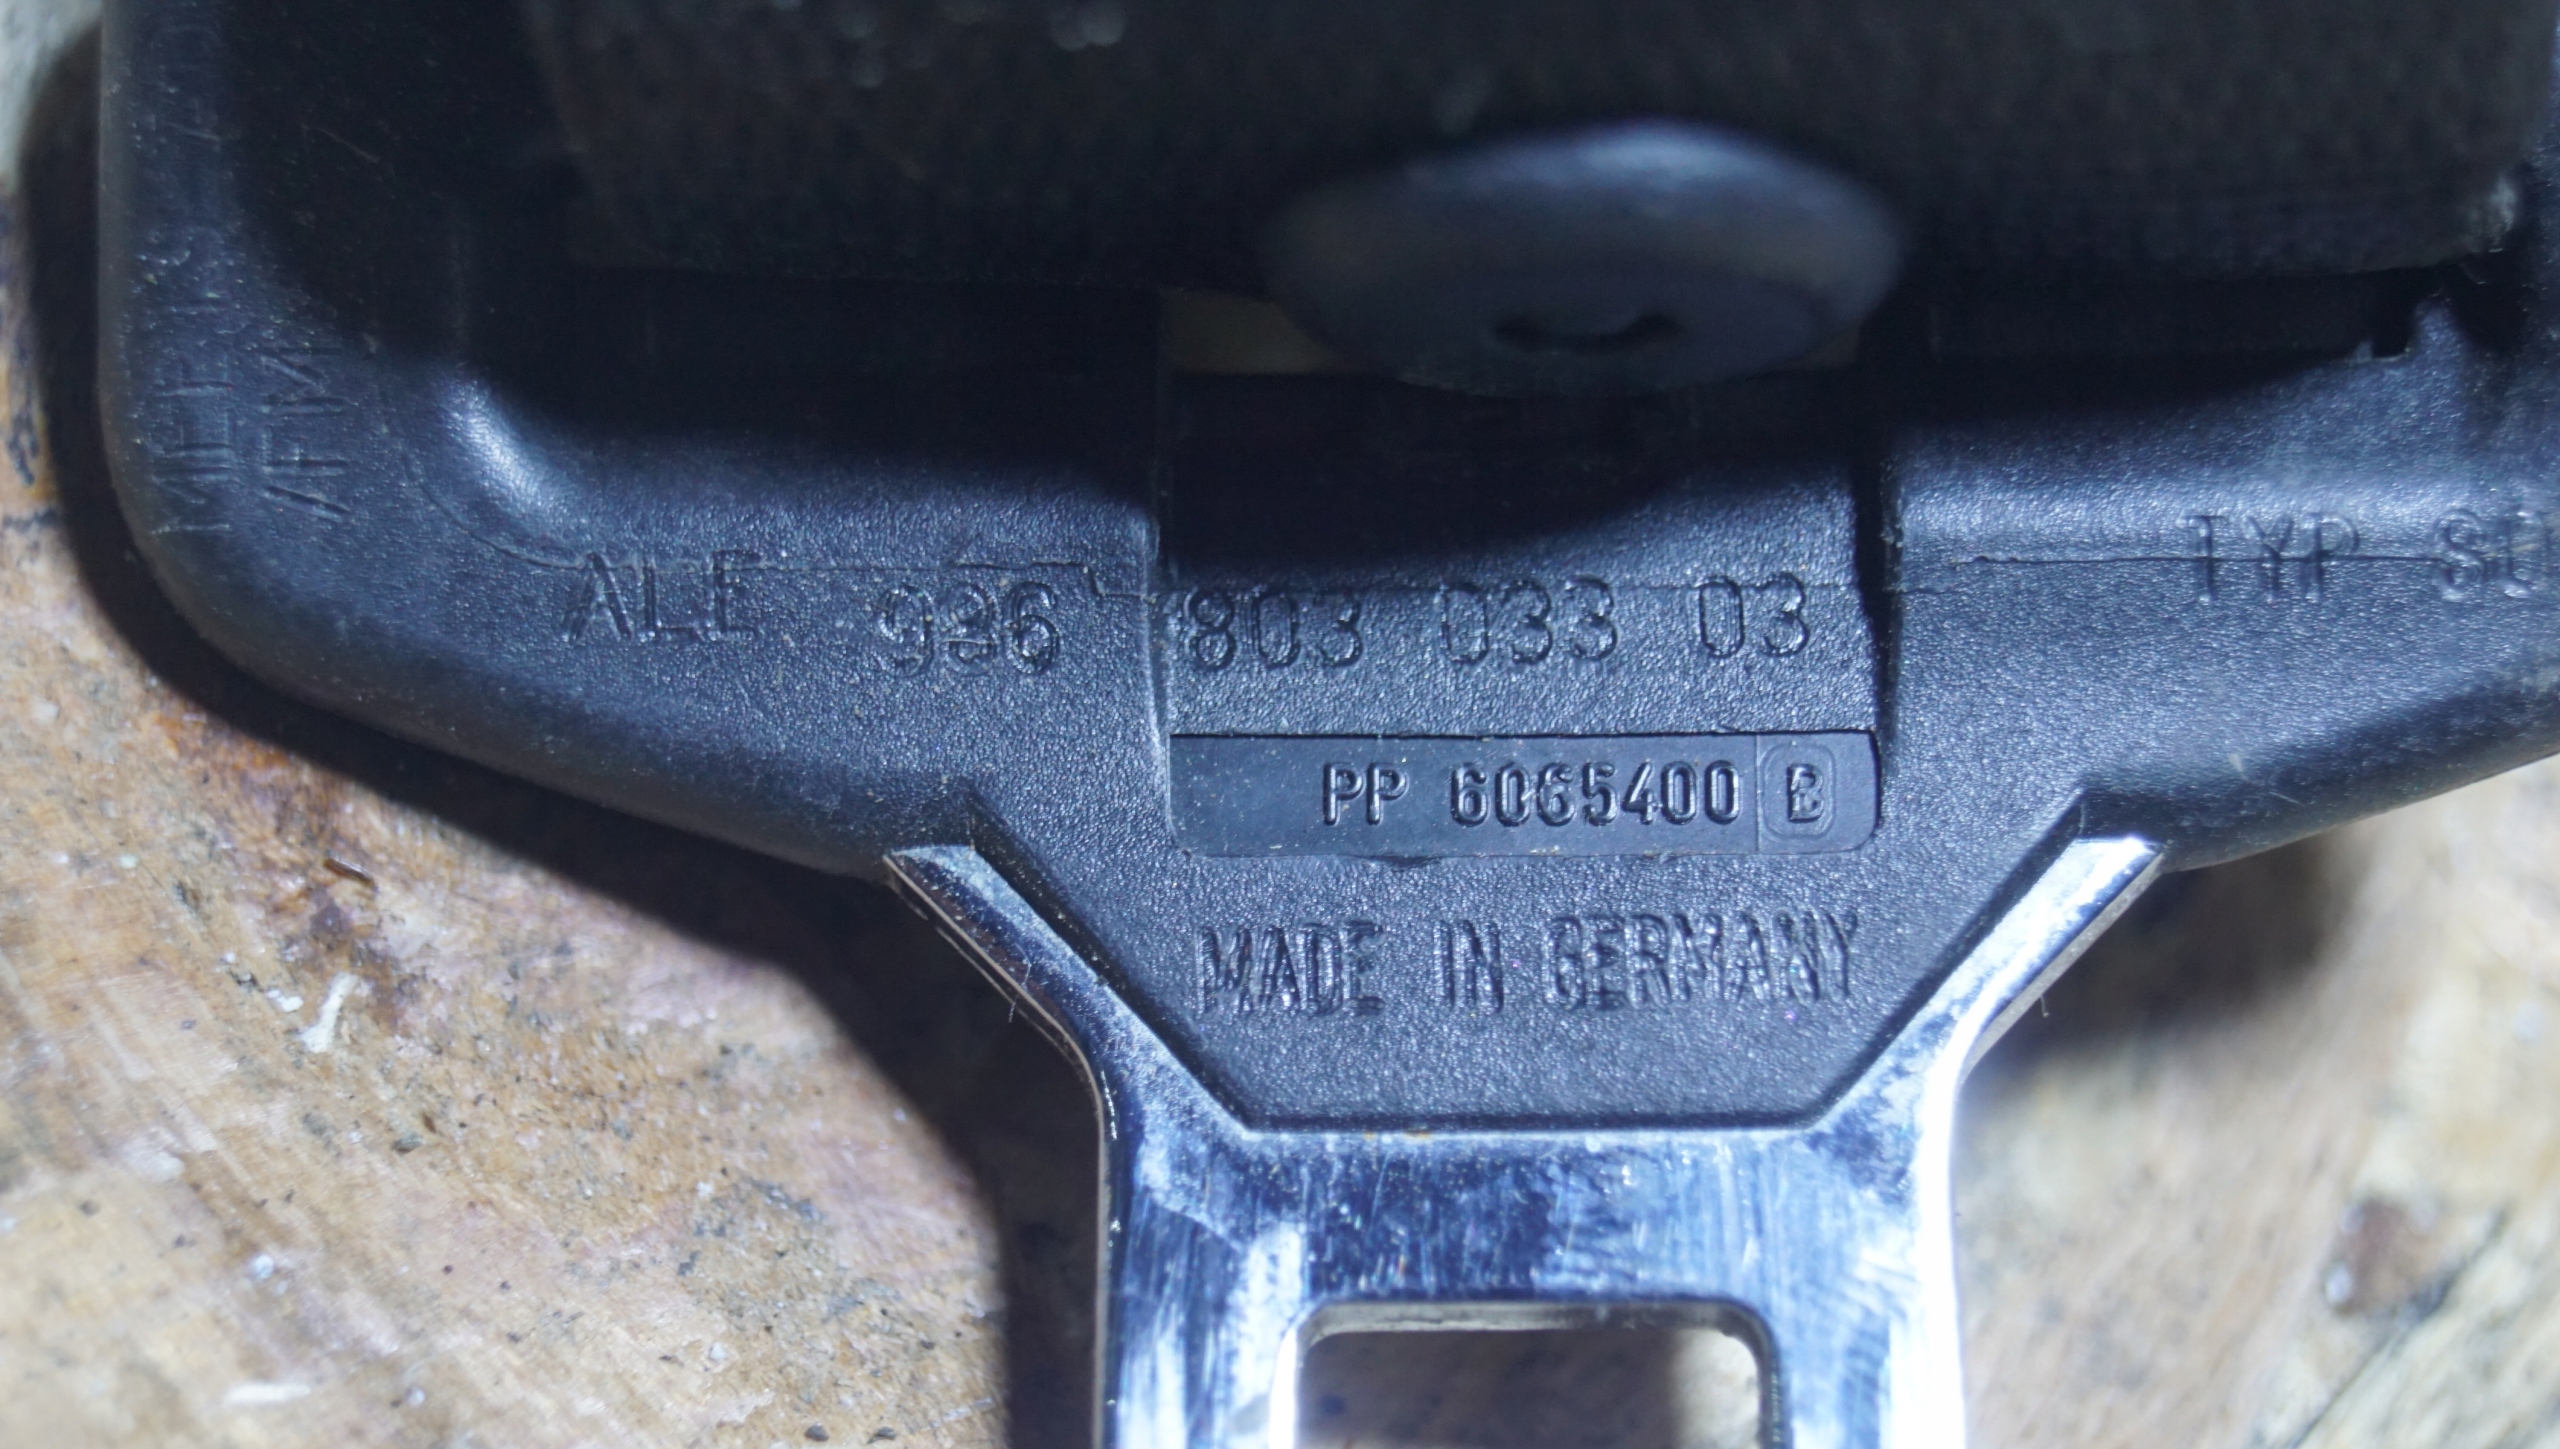 ALE 996 803 033 03
TYP
PP 6065400 B
MADE IN GERMANY